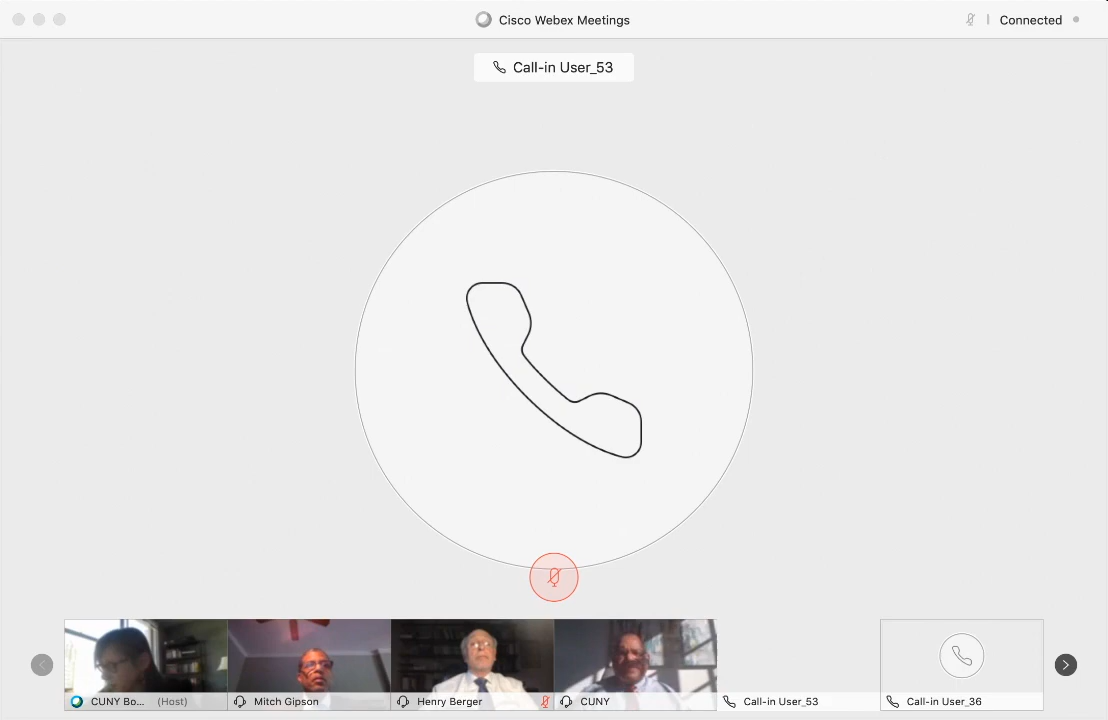 Cisco Webex Meetings
Connected
Call-in User_53
CUNY Bo... (Host)
Mitch Gipson
Henry Berger
CUNY
Call-in User_53
Call-in User_36